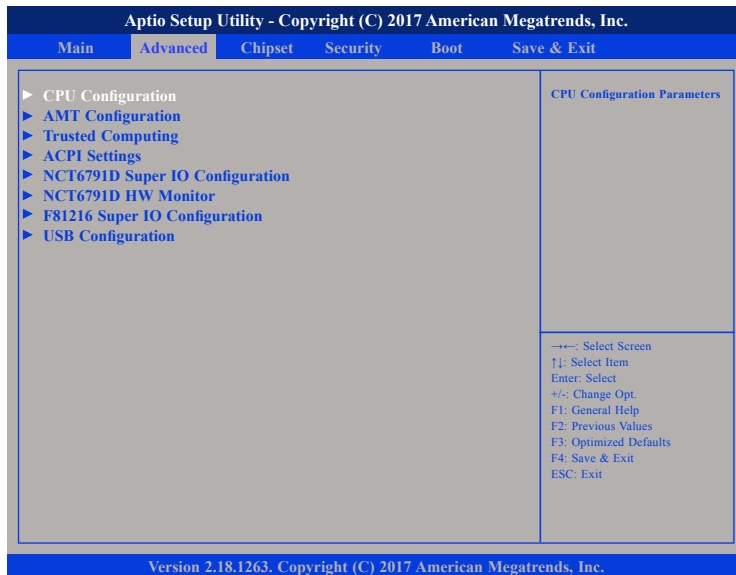 Aptio Setup Utility - Copyright (C) 2017 American Megatrends, Inc.
Main Advanced Chipset Security Boot Save & Exit
► CPU Configuration
► AMT Configuration
► Trusted Computing
► ACPI Settings
► NCT6791D Super IO Configuration
► NCT6791D HW Monitor
► F81216 Super IO Configuration
► USB Configuration
CPU Configuration Parameters
→←: Select Screen
↑↓: Select Item
Enter: Select
+/-: Change Opt.
F1: General Help
F2: Previous Values
F3: Optimized Defaults
F4: Save & Exit
ESC: Exit
Version 2.18.1263. Copyright (C) 2017 American Megatrends, Inc.